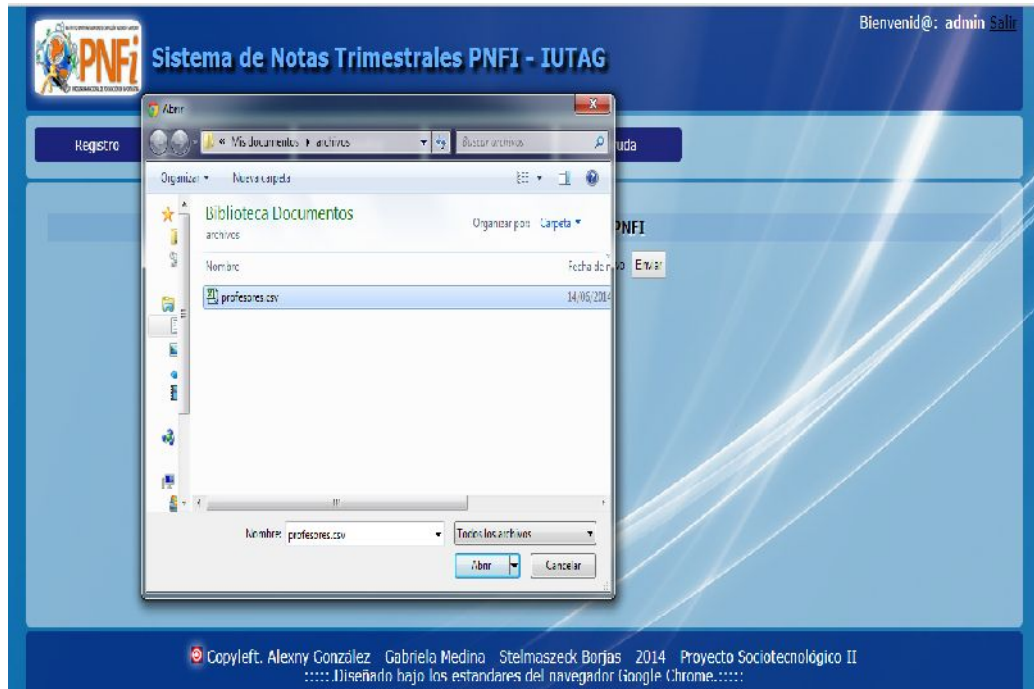 Bienvenid@: admin Salir
PNFi
Sistema de Notas Trimestrales PNFI - IUTAG
Abrir
Registro
« Mis documentos archivos
Buscar archivos
uda
Organizar
Nueva carpeta
Biblioteca Documentos
archivos
Organizar por: Carpeta
PNFI
Nombre
Fecha de
vo
Enviar
profesores.csv
14/06/2014
Nombre: profesores.csv
Todos los archivos
Abrir
Cancelar
Copyleft. Alexny González Gabriela Medina Stelmaszeck Borjas 2014 Proyecto Sociotecnológico II
:::::.Diseñado bajo los estandares del navegador Google Chrome.:::::